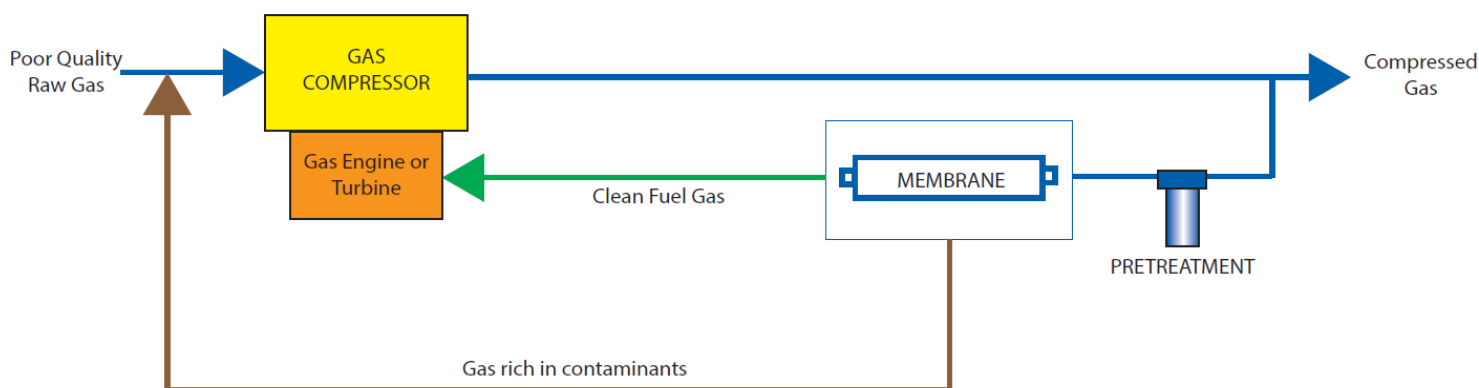 Poor Quality
Raw Gas
GAS
COMPRESSOR
Compressed
Gas
Gas Engine or
Turbine
Clean Fuel Gas
MEMBRANE
PRETREATMENT
Gas rich in contaminants